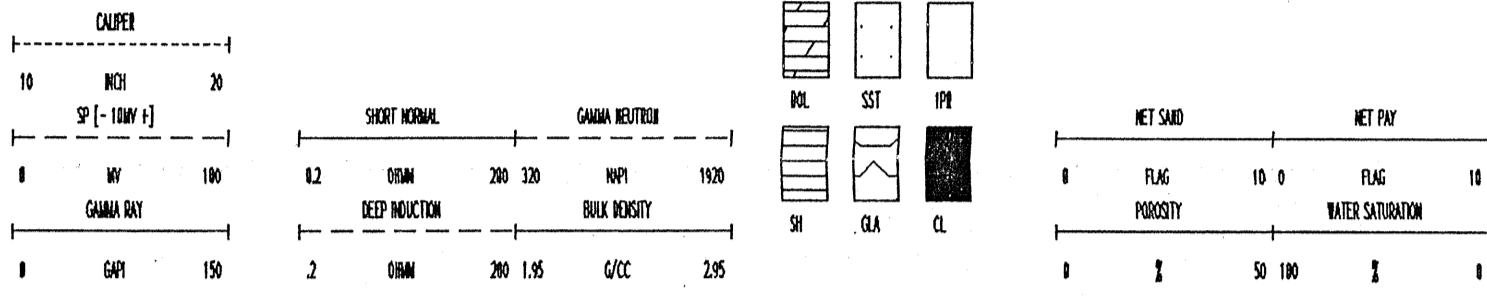 CALIPER
10 INCH 20
SP [- 10MV +]
0 MV 100
GAMMA RAY
0 GAPI 150
SHORT NORMAL GAMMA NEUTRON
0.2 OHMM 200 320 NAPI 1920
DEEP INDUCTION BULK DENSITY
.2 OHMM 200 1.95 G/CC 2.95
DOL SST
SH GLA CL
NET SAND NET PAY
0 FLAG 10 0 FLAG 10
POROSITY WATER SATURATION
0 % 50 100 % 0